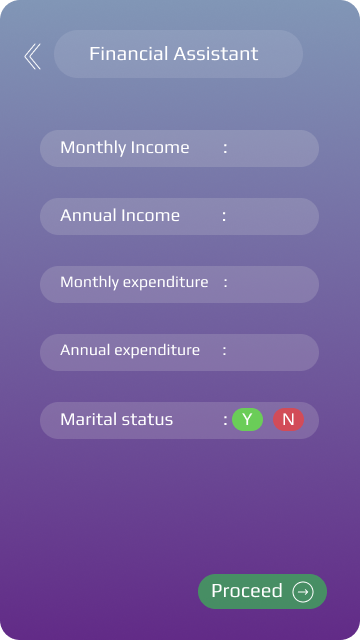 Financial Assistant
Monthly Income :
Annual Income :
Monthly expenditure :
Annual expenditure :
Marital status : Y N
Proceed